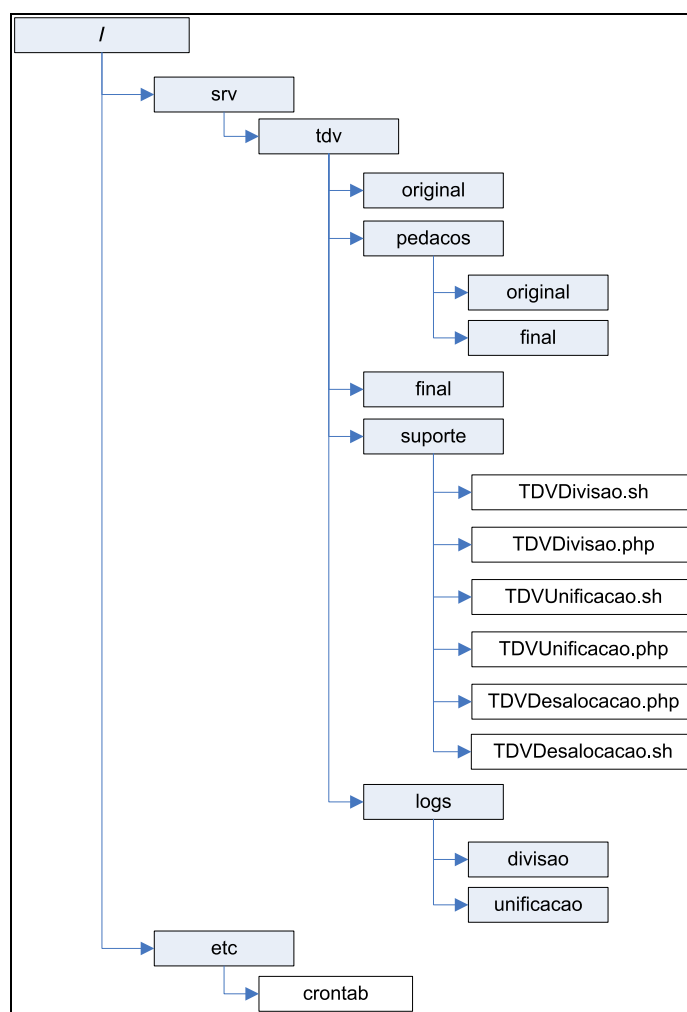 /
srv
tdv
original
pedacos
original
final
final
suporte
TDVDivisao.sh
TDVDivisao.php
TDVUnificacao.sh
TDVUnificacao.php
TDVDesalocacao.php
TDVDesalocacao.sh
logs
divisao
unificacao
etc
crontab